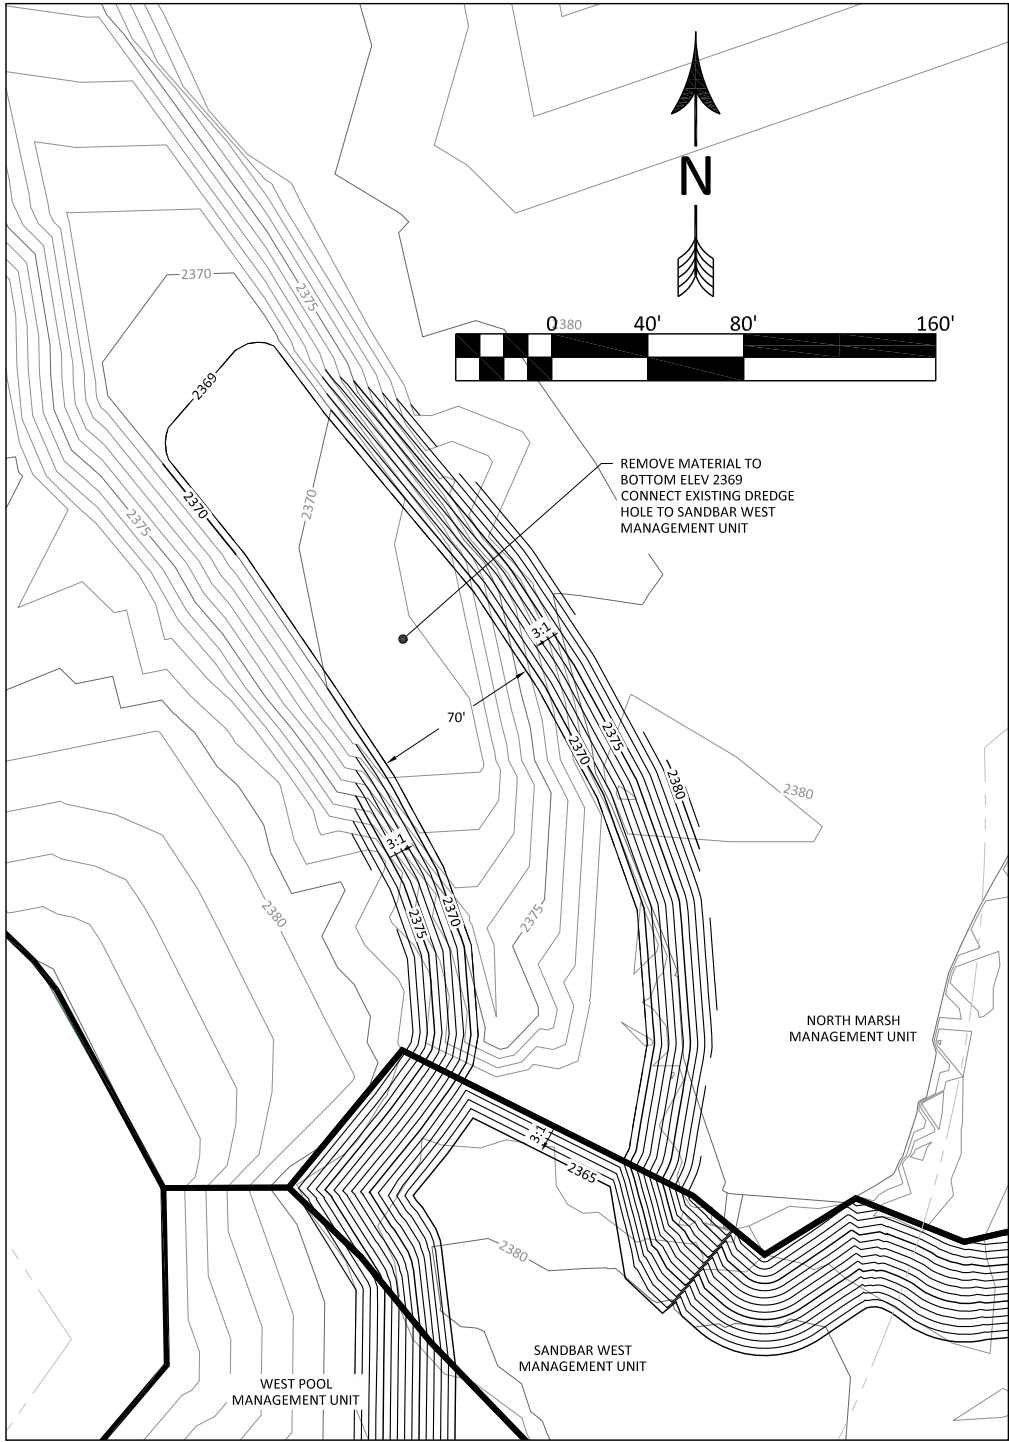 N
0 40' 80' 160'
2380
2370
2375
2369
2370
2370
2375
REMOVE MATERIAL TO
BOTTOM ELEV 2369
CONNECT EXISTING DREDGE
HOLE TO SANDBAR WEST
MANAGEMENT UNIT
3:1
70'
2370
2375
2380
2380
3:1
2380
2375
2370
2375
NORTH MARSH
MANAGEMENT UNIT
3:1
2365
2380
SANDBAR WEST
MANAGEMENT UNIT
WEST POOL
MANAGEMENT UNIT